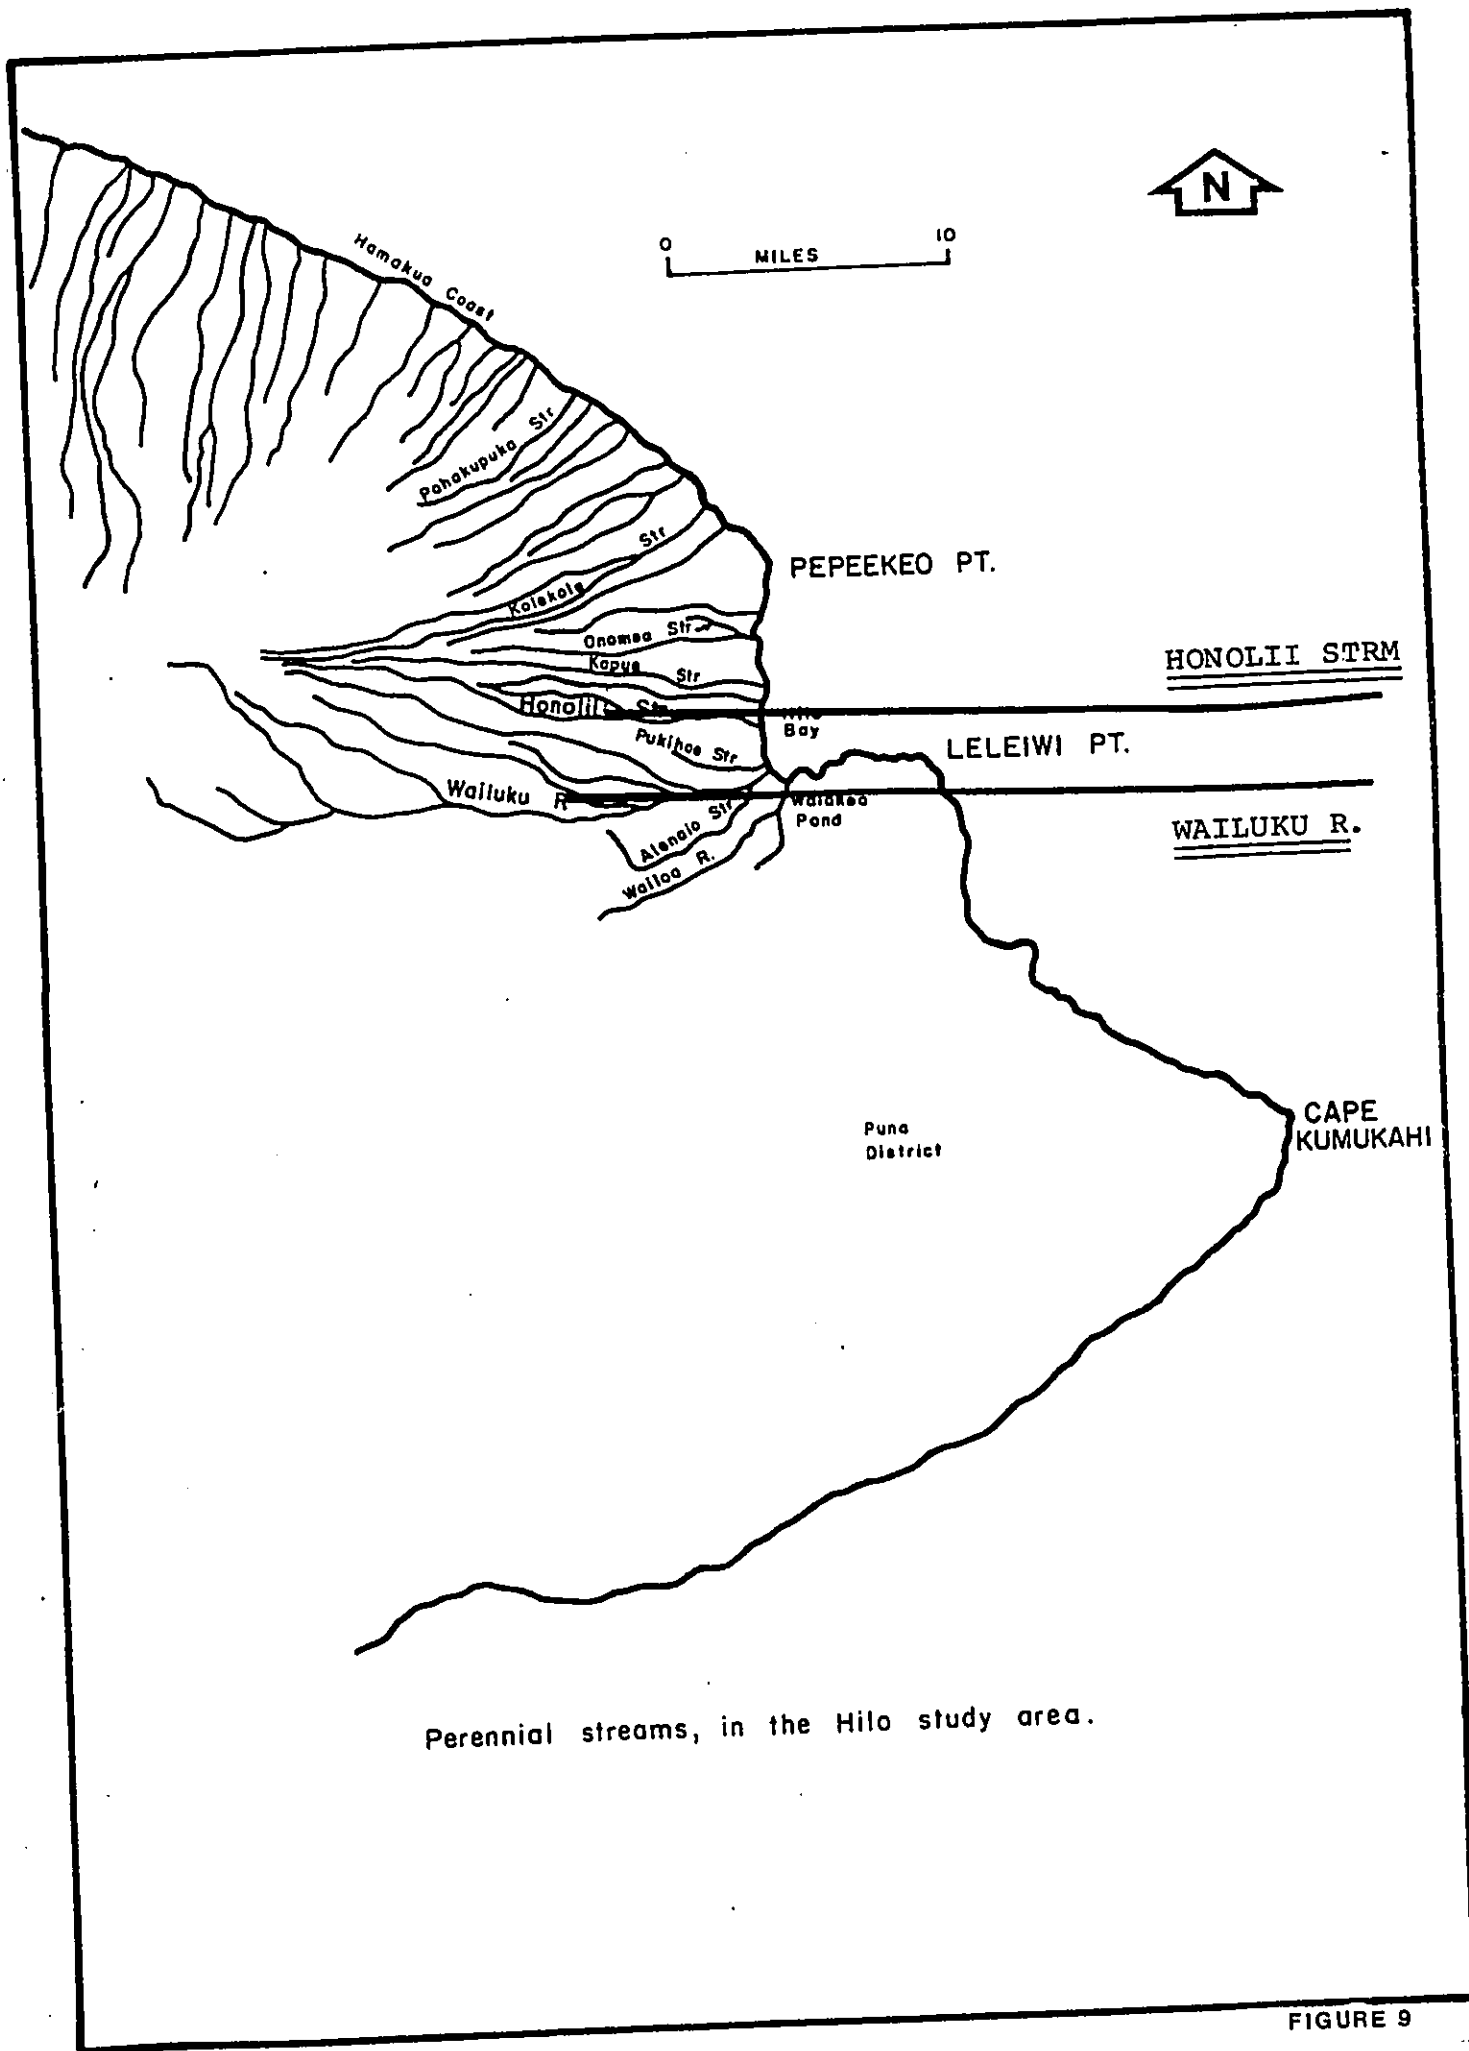 N
0 MILES 10
Hamakua Coast
Pohakupuka Str
PEPEEKEO PT.
Kolekole Str
Onomea Str
Kapue Str
HONOLII STRM
Honolii Str
Bay
Pukihae Str
LELEIWI PT.
Wailuku R
Waiakea
Pond
WAILUKU R.
Alenaio Str
Wailoa R.
CAPE
KUMUKAHI
Puna
District
Perennial streams, in the Hilo study area.
FIGURE 9